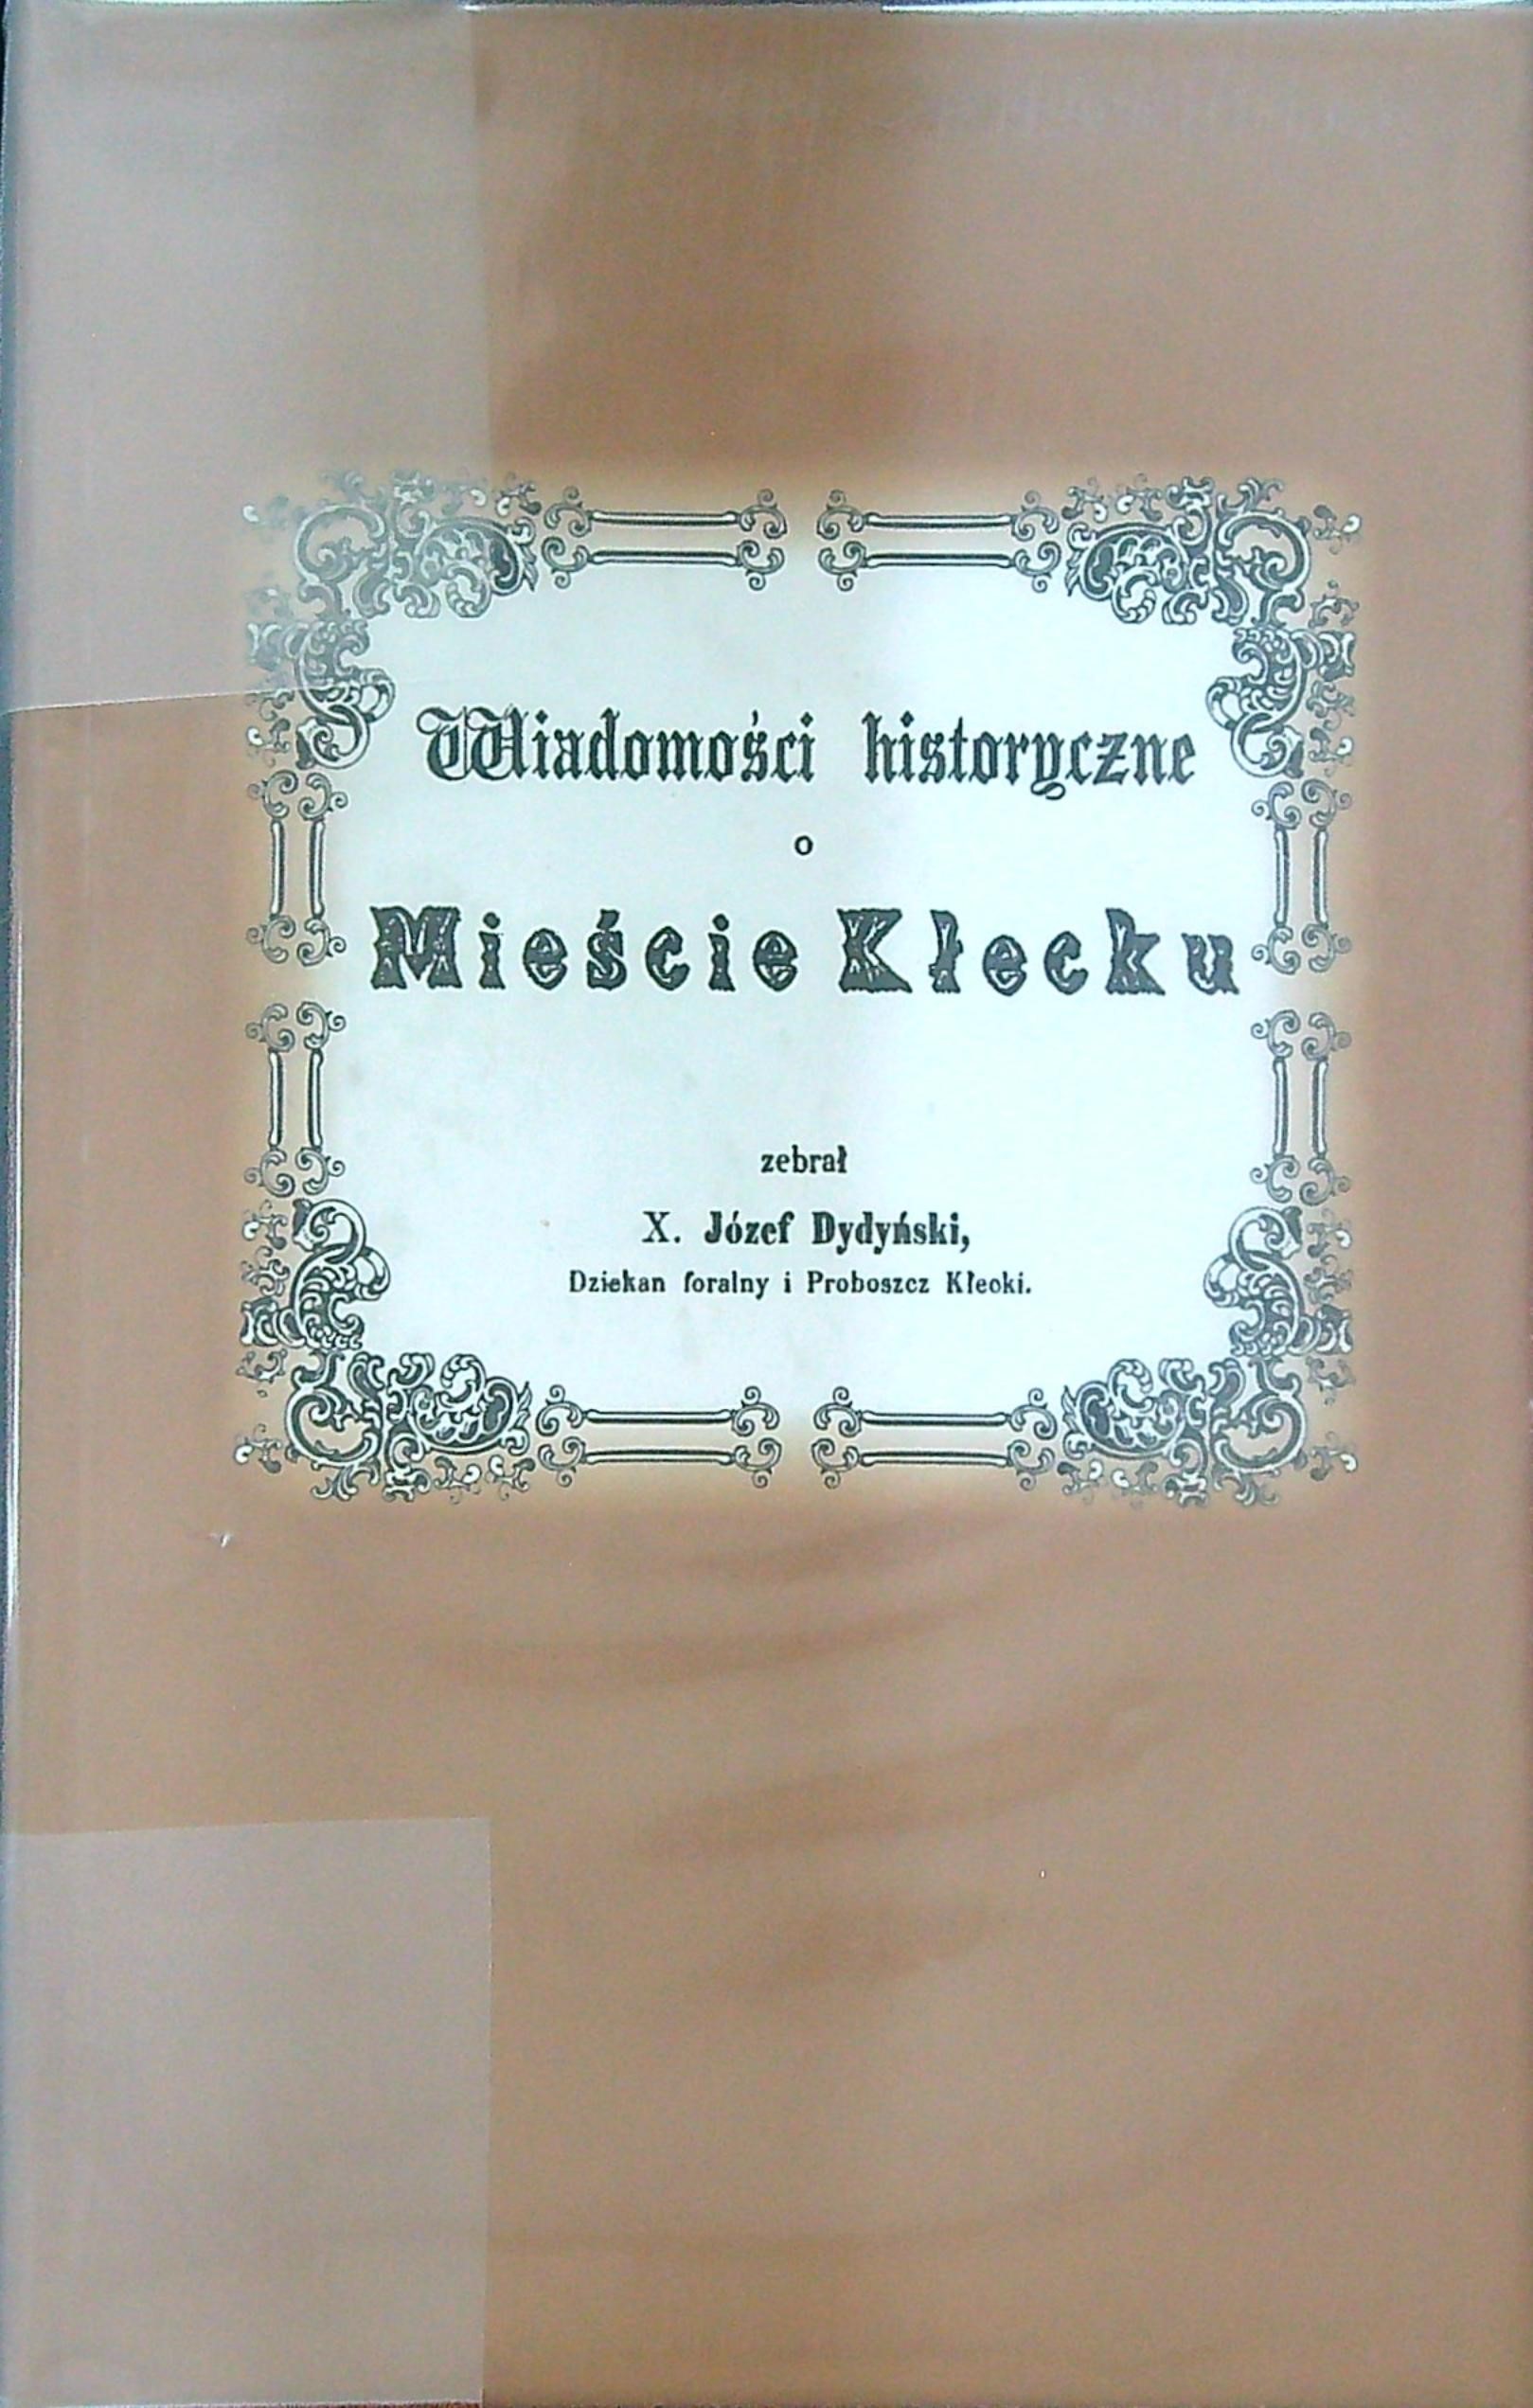 Wiadomości historyczne
o
Mieście Kłecku
zebrał
X. Józef Dydyński,
Dziekan foralny i Proboszcz Kłecki.